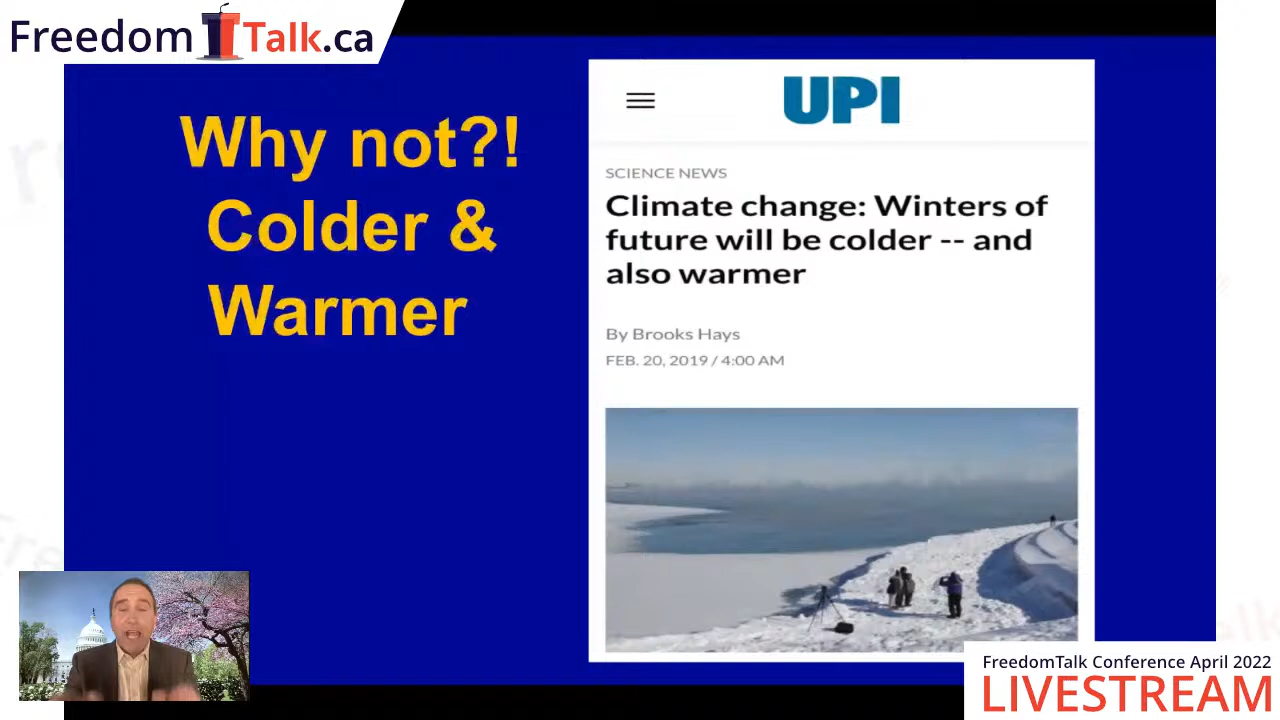 FreedomTalk.ca
Why not?!
Colder &
Warmer
UPI
SCIENCE NEWS
Climate change: Winters of
future will be colder -- and
also warmer
By Brooks Hays
FEB. 20, 2019 / 4:00 AM
FreedomTalk Conference April 2022
LIVESTREAM